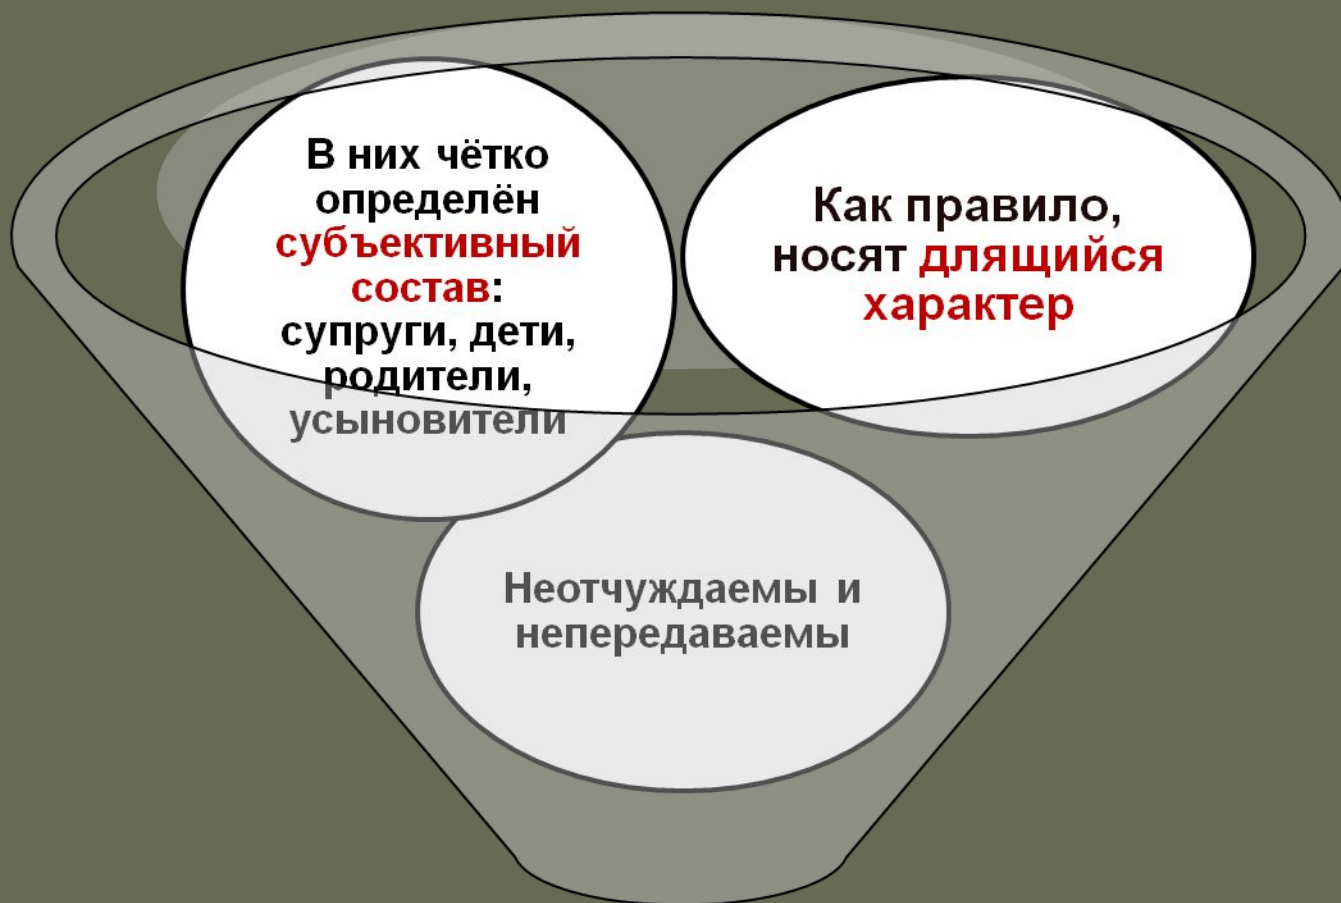 В них чётко
определён
субъективный
состав:
супруги, дети,
родители,
усыновители
Как правило,
носят длящийся
характер
Неотчуждаемы и
непередаваемы